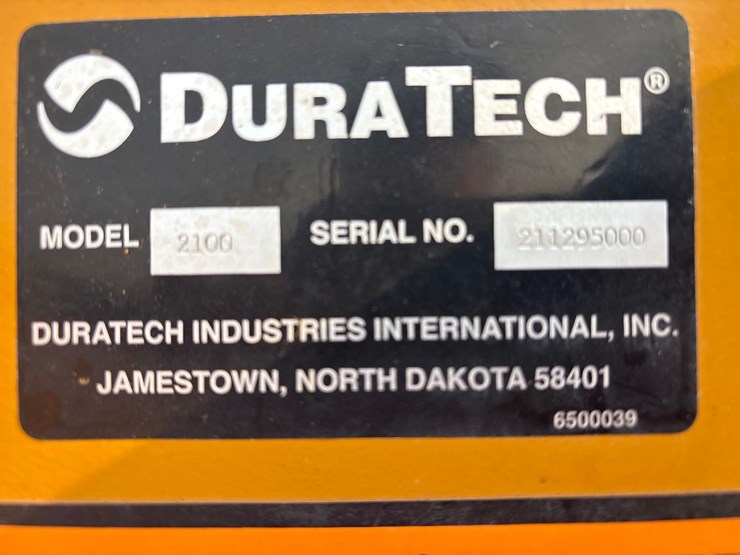 DURATECH®
MODEL 2100 SERIAL NO. 211295000
DURATECH INDUSTRIES INTERNATIONAL, INC.
JAMESTOWN, NORTH DAKOTA 58401
6500039